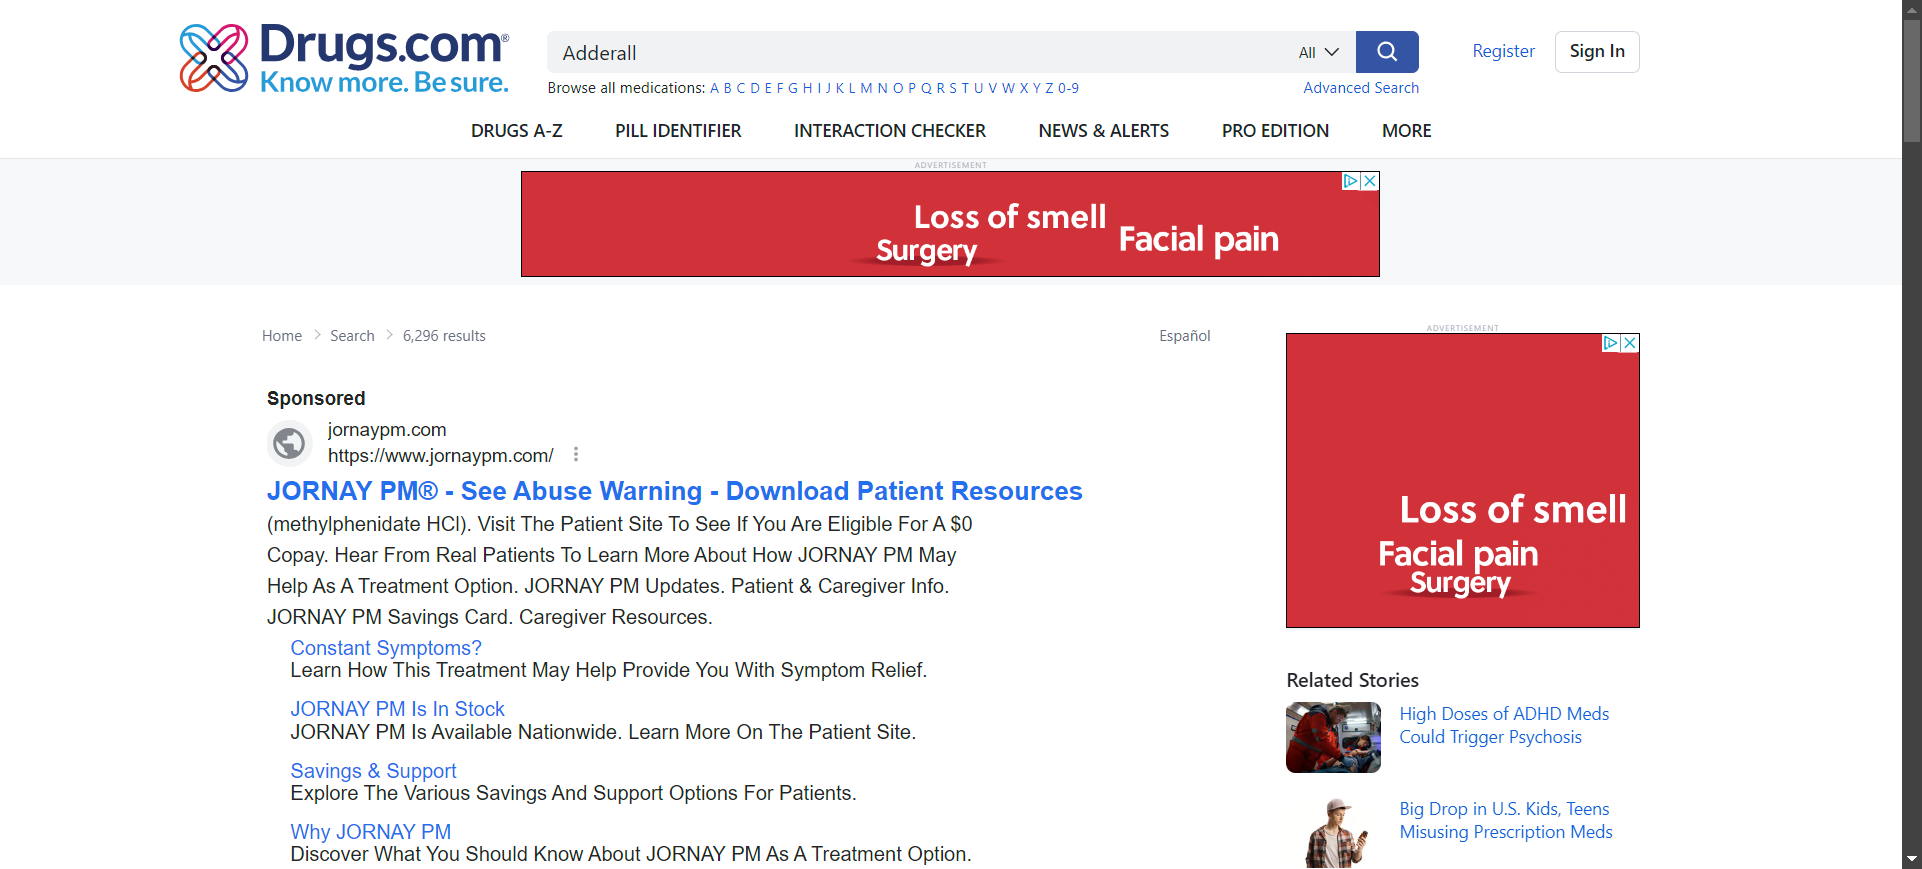 Drugs.com®
Know more. Be sure.
Adderall
All
Register
Sign In
Browse all medications: A B C D E F G H I J K L M N O P Q R S T U V W X Y Z 0-9
Advanced Search
DRUGS A-Z
PILL IDENTIFIER
INTERACTION CHECKER
NEWS & ALERTS
PRO EDITION
MORE
ADVERTISEMENT
Loss of smell
Surgery
Facial pain
Home
Search
6,296 results
Español
Sponsored
jornaypm.com
https://www.jornaypm.com/
JORNAY PM® - See Abuse Warning - Download Patient Resources
(methylphenidate HCl). Visit The Patient Site To See If You Are Eligible For A $0
Copay. Hear From Real Patients To Learn More About How JORNAY PM May
Help As A Treatment Option. JORNAY PM Updates. Patient & Caregiver Info.
JORNAY PM Savings Card. Caregiver Resources.
Constant Symptoms?
Learn How This Treatment May Help Provide You With Symptom Relief.
JORNAY PM Is In Stock
JORNAY PM Is Available Nationwide. Learn More On The Patient Site.
Savings & Support
Explore The Various Savings And Support Options For Patients.
Why JORNAY PM
Discover What You Should Know About JORNAY PM As A Treatment Option.
ADVERTISEMENT
Loss of smell
Facial pain
Surgery
Related Stories
High Doses of ADHD Meds
Could Trigger Psychosis
Big Drop in U.S. Kids, Teens
Misusing Prescription Meds